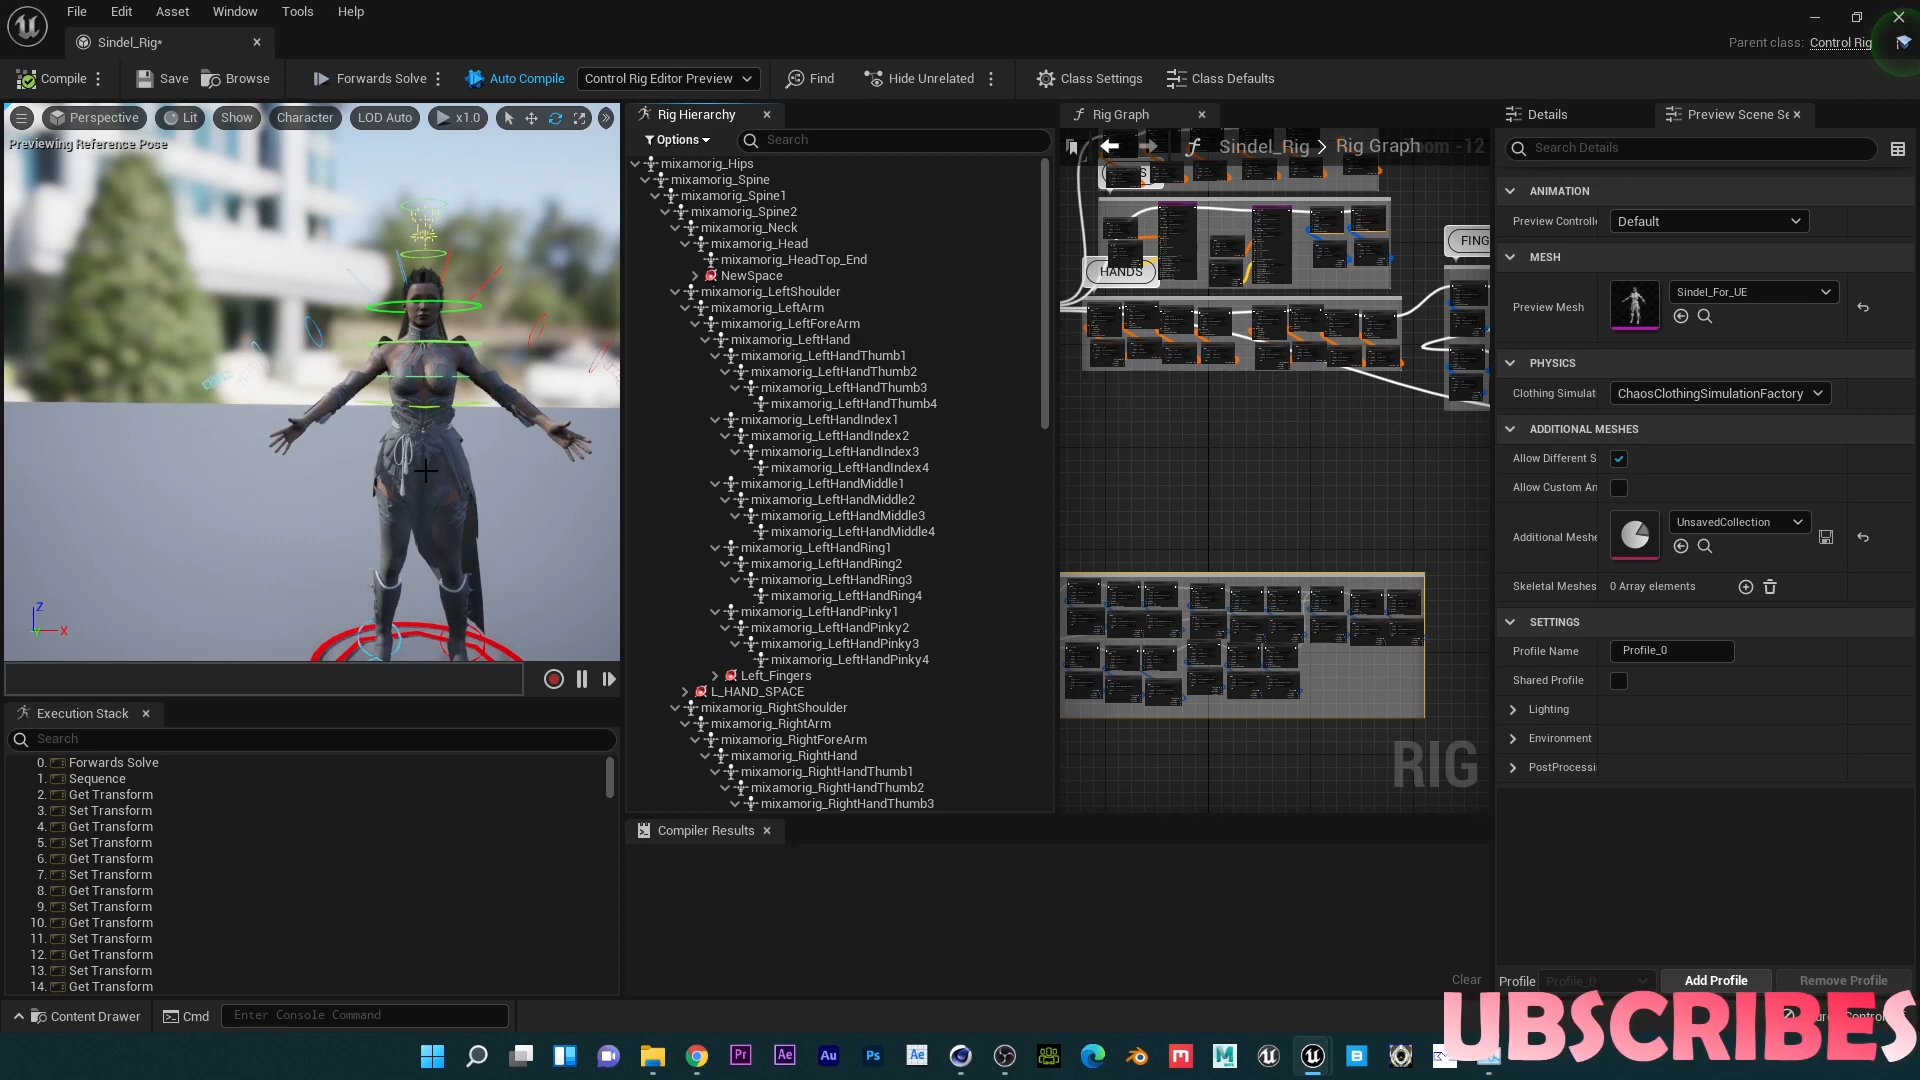 File Edit Asset Window Tools Help
Sindel_Rig*
Parent class: Control Rig
Compile Save Browse Forwards Solve Auto Compile Control Rig Editor Preview Find Hide Unrelated Class Settings Class Defaults
Perspective Lit Show Character LOD Auto x1.0
Previewing Reference Pose
Z
X
Execution Stack
Search
0. Forwards Solve
1. Sequence
2. Get Transform
3. Set Transform
4. Get Transform
5. Set Transform
6. Get Transform
7. Set Transform
8. Get Transform
9. Set Transform
10. Get Transform
11. Set Transform
12. Get Transform
13. Set Transform
14. Get Transform
Rig Hierarchy
Options Search
mixamorig_Hips
mixamorig_Spine
mixamorig_Spine1
mixamorig_Spine2
mixamorig_Neck
mixamorig_Head
mixamorig_HeadTop_End
NewSpace
mixamorig_LeftShoulder
mixamorig_LeftArm
mixamorig_LeftForeArm
mixamorig_LeftHand
mixamorig_LeftHandThumb1
mixamorig_LeftHandThumb2
mixamorig_LeftHandThumb3
mixamorig_LeftHandThumb4
mixamorig_LeftHandIndex1
mixamorig_LeftHandIndex2
mixamorig_LeftHandIndex3
mixamorig_LeftHandIndex4
mixamorig_LeftHandMiddle1
mixamorig_LeftHandMiddle2
mixamorig_LeftHandMiddle3
mixamorig_LeftHandMiddle4
mixamorig_LeftHandRing1
mixamorig_LeftHandRing2
mixamorig_LeftHandRing3
mixamorig_LeftHandRing4
mixamorig_LeftHandPinky1
mixamorig_LeftHandPinky2
mixamorig_LeftHandPinky3
mixamorig_LeftHandPinky4
Left_Fingers
L_HAND_SPACE
mixamorig_RightShoulder
mixamorig_RightArm
mixamorig_RightForeArm
mixamorig_RightHand
mixamorig_RightHandThumb1
mixamorig_RightHandThumb2
mixamorig_RightHandThumb3
Compiler Results
Clear
Rig Graph
Sindel_Rig > Rig Graph oom -12
HANDS
FING
RIG
Details Preview Scene Se
Search Details
ANIMATION
Preview Controlle Default
MESH
Preview Mesh Sindel_For_UE
PHYSICS
Clothing Simulat ChaosClothingSimulationFactory
ADDITIONAL MESHES
Allow Different S
Allow Custom An
Additional Meshe UnsavedCollection
Skeletal Meshes 0 Array elements
SETTINGS
Profile Name Profile_0
Shared Profile
Lighting
Environment
PostProcessi
Profile Profile_0 Add Profile Remove Profile
Content Drawer Cmd Enter Console Command
UBSCRIBES
Pr Ae Au Ps Ae